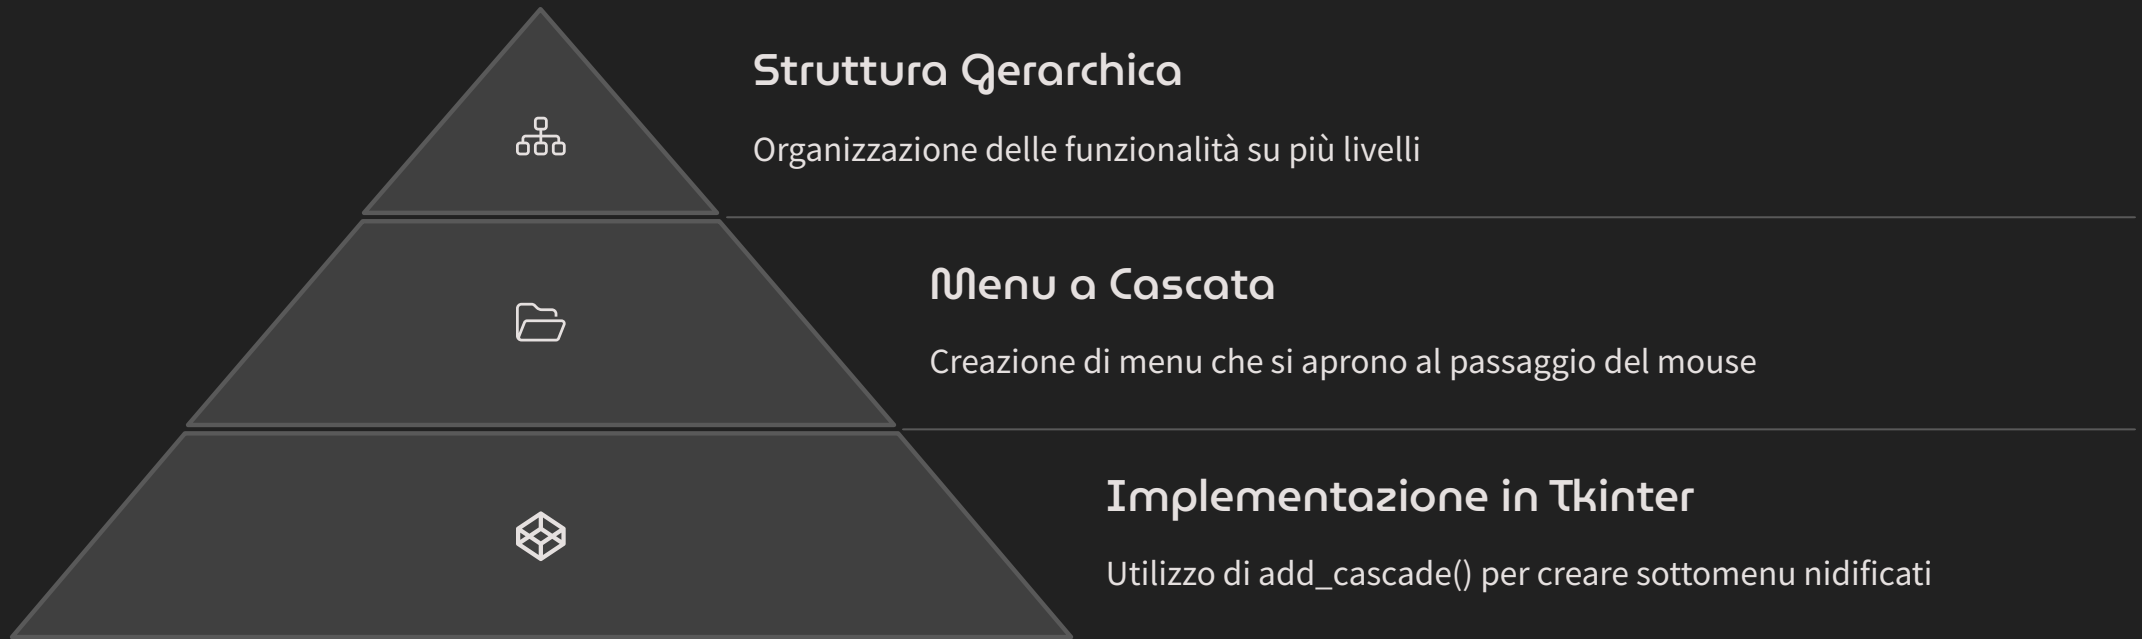 Struttura Gerarchica
Organizzazione delle funzionalità su più livelli
Menu a Cascata
Creazione di menu che si aprono al passaggio del mouse
Implementazione in Tkinter
Utilizzo di add_cascade() per creare sottomenu nidificati